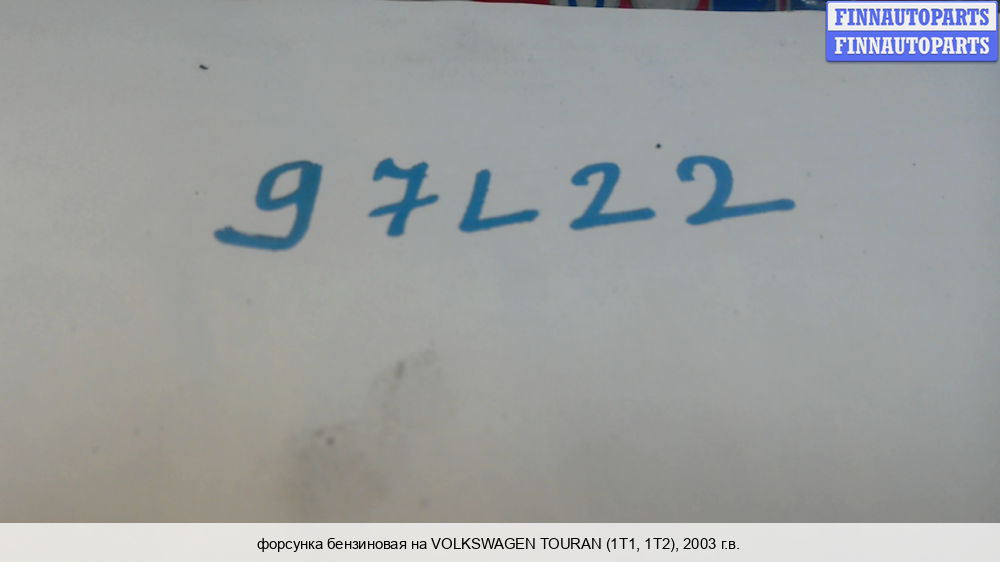 FINNAUTOPARTS
FINNAUTOPARTS
97L22
форсунка бензиновая на VOLKSWAGEN TOURAN (1T1, 1T2), 2003 г.в.